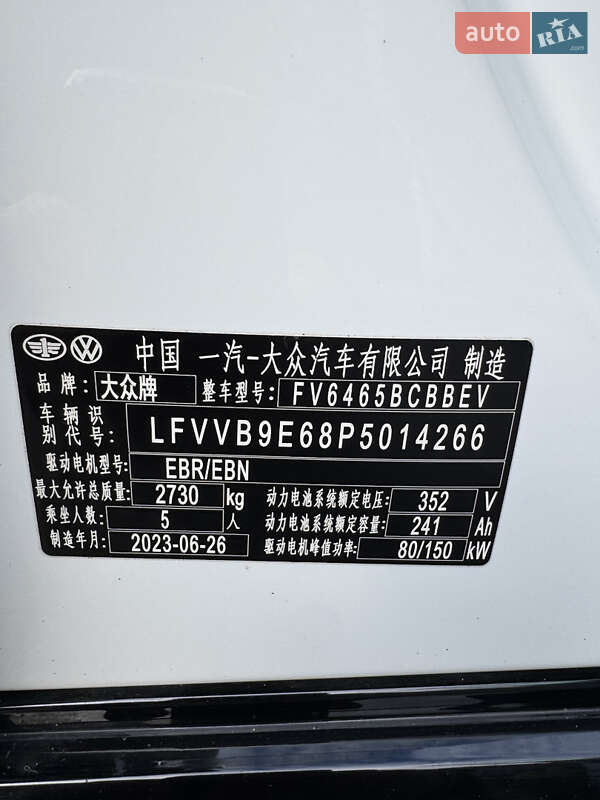 auto RIA .com
中国 一汽-大众汽车有限公司 制造
品 牌: 大众牌 整车型号: FV6465BCBBEV
车 辆 识
别 代 号: LFVVB9E68P5014266
驱动电机型号: EBR/EBN
最大允许总质量: 2730 kg 动力电池系统额定电压: 352 V
乘坐人数: 5 人 动力电池系统额定容量: 241 Ah
制造年月: 2023-06-26 驱动电机峰值功率: 80/150 kW